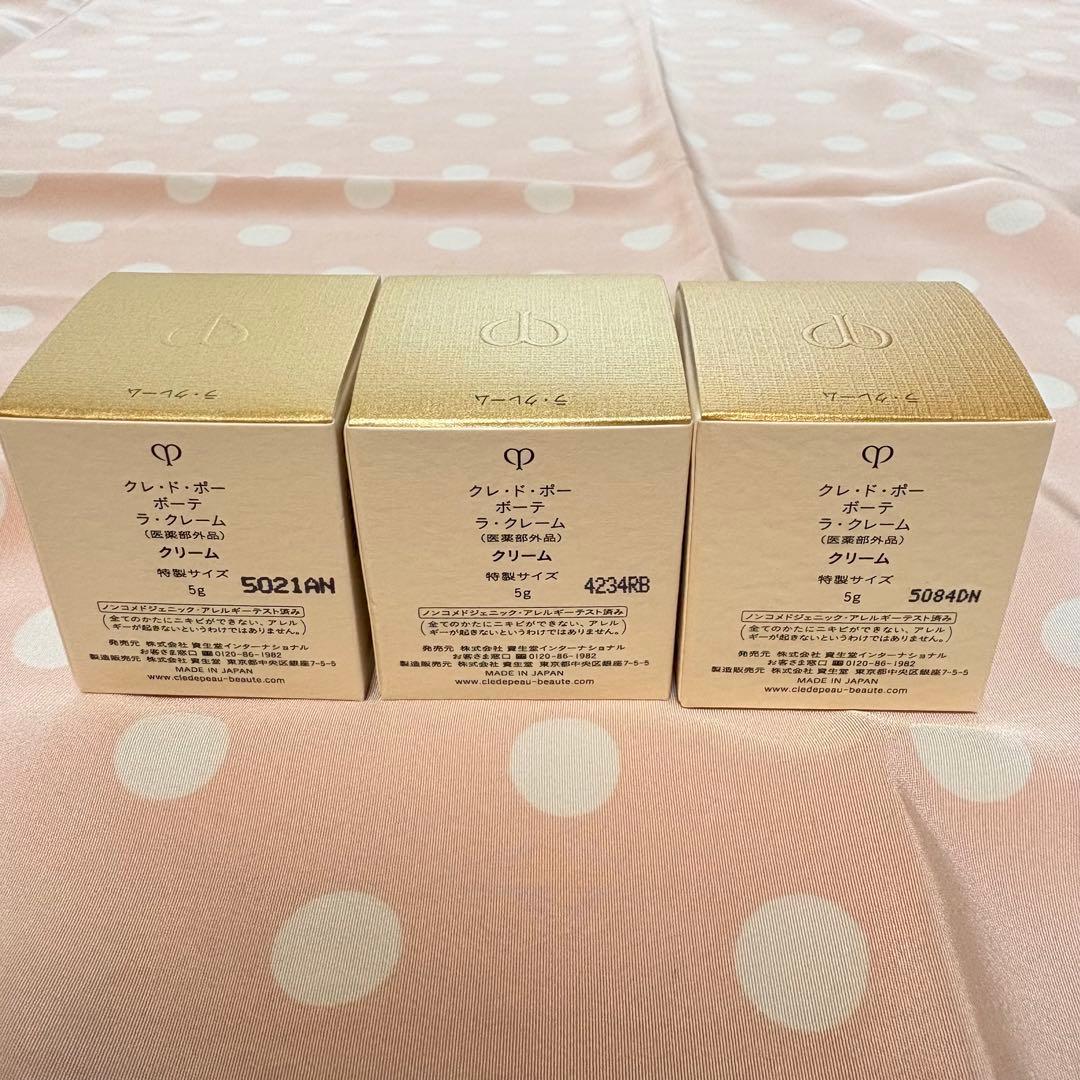 ラ・クレーム
クレ・ド・ポー
ボーテ
ラ・クレーム
(医薬部外品)
クリーム
特製サイズ
5g
5021AN
ノンコメドジェニック・アレルギーテスト済み
(全てのかたにニキビができない、アレル
ギーが起きないというわけではありません。)
発売元 株式会社 資生堂インターナショナル
お客さま窓口 ☎0120-86-1982
製造販売元 株式会社 資生堂 東京都中央区銀座7-5-5
MADE IN JAPAN
www.cledepeau-beaute.com
ラ・クレーム
クレ・ド・ポー
ボーテ
ラ・クレーム
(医薬部外品)
クリーム
特製サイズ
5g
4234RB
ノンコメドジェニック・アレルギーテスト済み
(全てのかたにニキビができない、アレル
ギーが起きないというわけではありません。)
発売元 株式会社 資生堂インターナショナル
お客さま窓口 ☎0120-86-1982
製造販売元 株式会社 資生堂 東京都中央区銀座7-5-5
MADE IN JAPAN
www.cledepeau-beaute.com
ラ・クレーム
クレ・ド・ポー
ボーテ
ラ・クレーム
(医薬部外品)
クリーム
特製サイズ
5g
5084DN
ノンコメドジェニック・アレルギーテスト済み
(全てのかたにニキビができない、アレル
ギーが起きないというわけではありません。)
発売元 株式会社 資生堂インターナショナル
お客さま窓口 ☎0120-86-1982
製造販売元 株式会社 資生堂 東京都中央区銀座7-5-5
MADE IN JAPAN
www.cledepeau-beaute.com